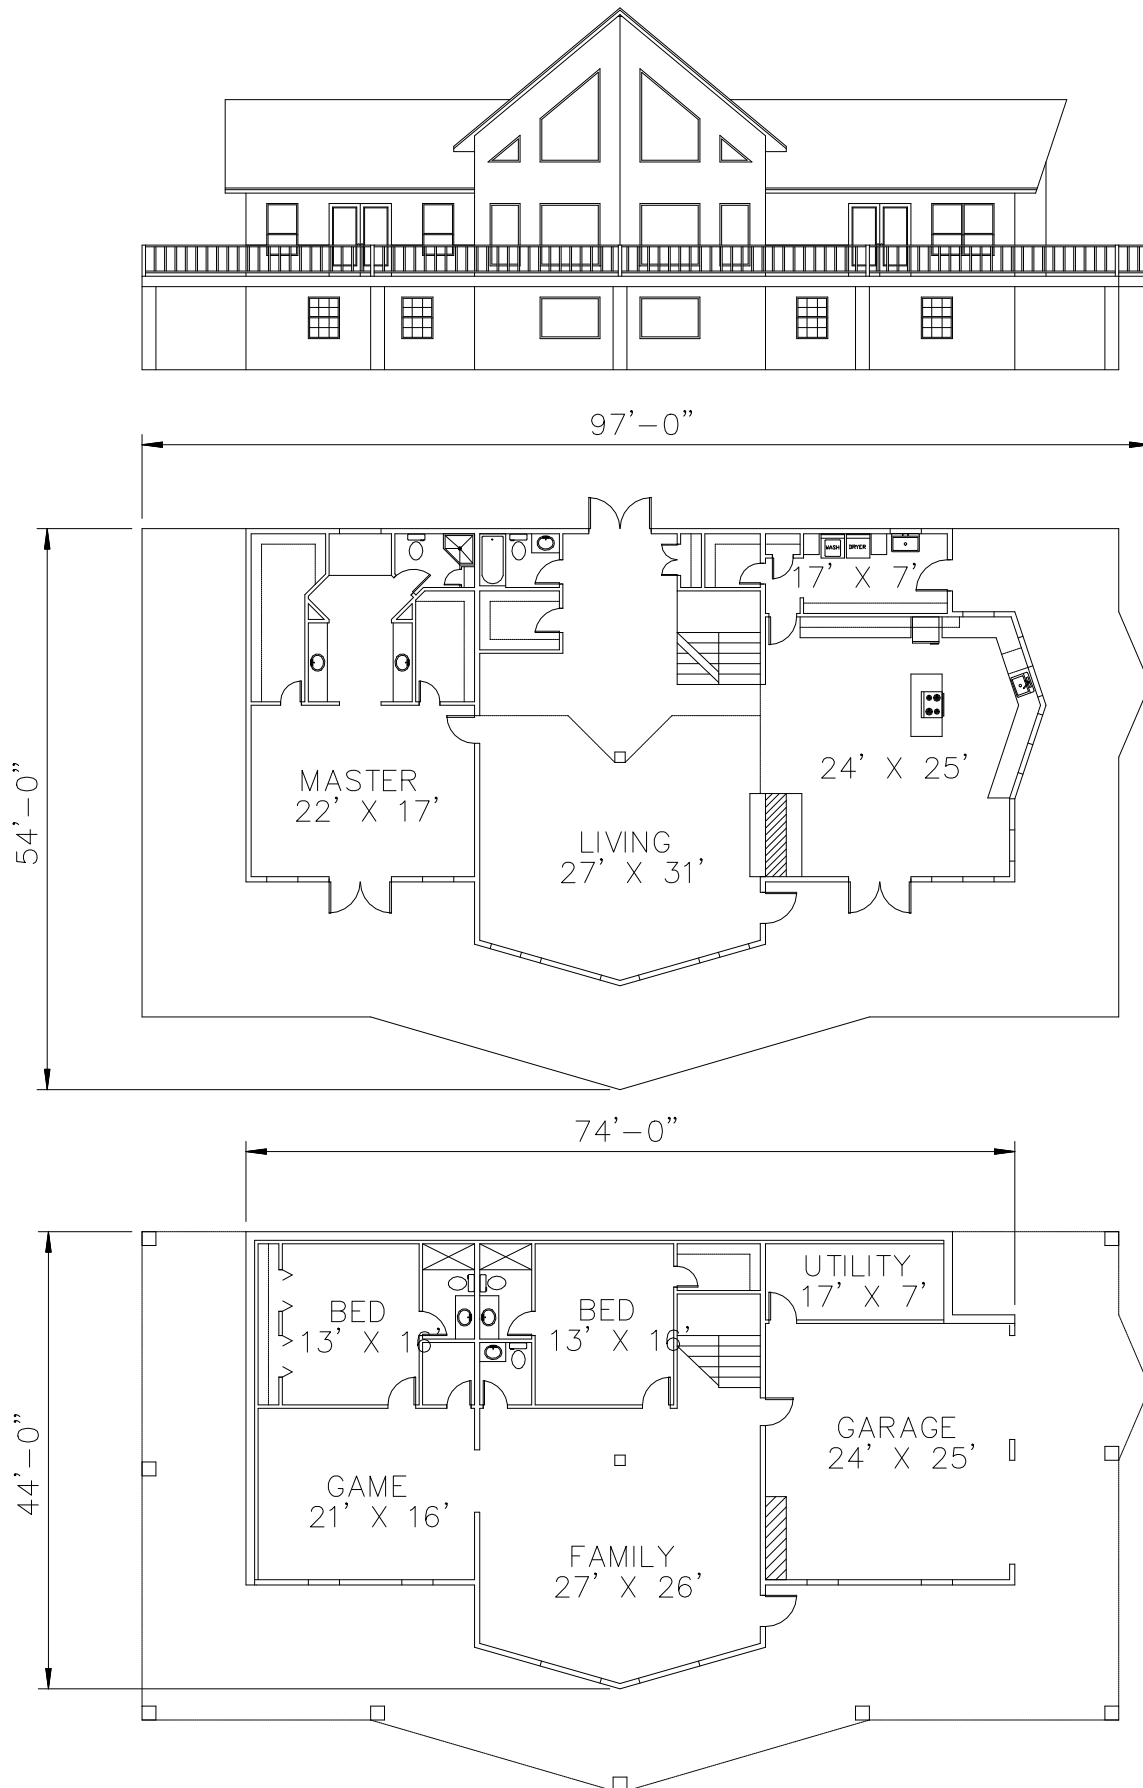 97'-0"
WASH DRYER
17' X 7'
MASTER
22' X 17'
24' X 25'
LIVING
27' X 31'
54'-0"
74'-0"
UTILITY
17' X 7'
BED
13' X 16'
BED
13' X 16'
GARAGE
24' X 25'
GAME
21' X 16'
FAMILY
27' X 26'
44'-0"